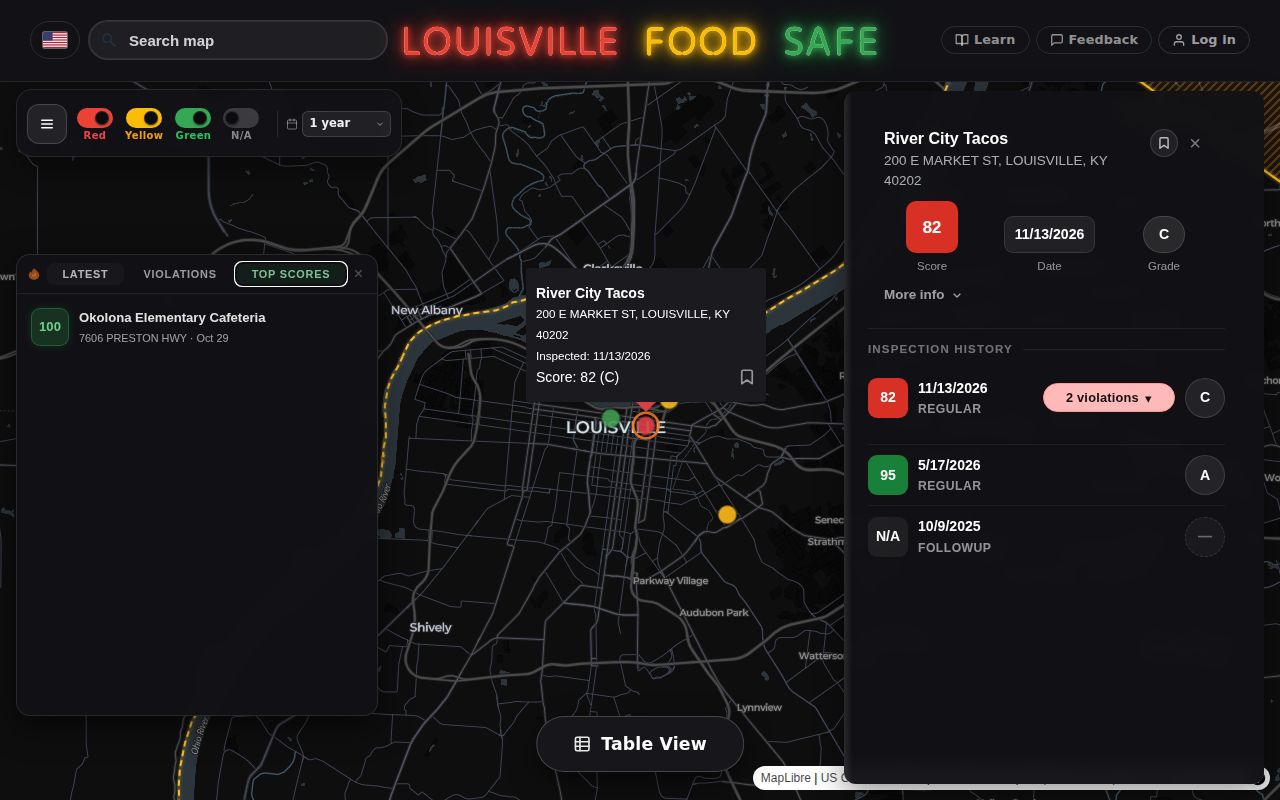 Search map
LOUISVILLE FOOD SAFE
Learn
Feedback
Log In
Red
Yellow
Green
N/A
1 year
LATEST
VIOLATIONS
TOP SCORES
100
Okolona Elementary Cafeteria
7606 PRESTON HWY · Oct 29
New Albany
Clarksville
River City Tacos
200 E MARKET ST, LOUISVILLE, KY
40202
Inspected: 11/13/2026
Score: 82 (C)
LOUISVILLE
Parkway Village
Audubon Park
Shively
Lynnview
Ohio River
Table View
MapLibre | US
River City Tacos
200 E MARKET ST, LOUISVILLE, KY
40202
82
11/13/2026
C
Score
Date
Grade
More info
INSPECTION HISTORY
82
11/13/2026
REGULAR
2 violations ▼
C
95
5/17/2026
REGULAR
A
N/A
10/9/2025
FOLLOWUP
—